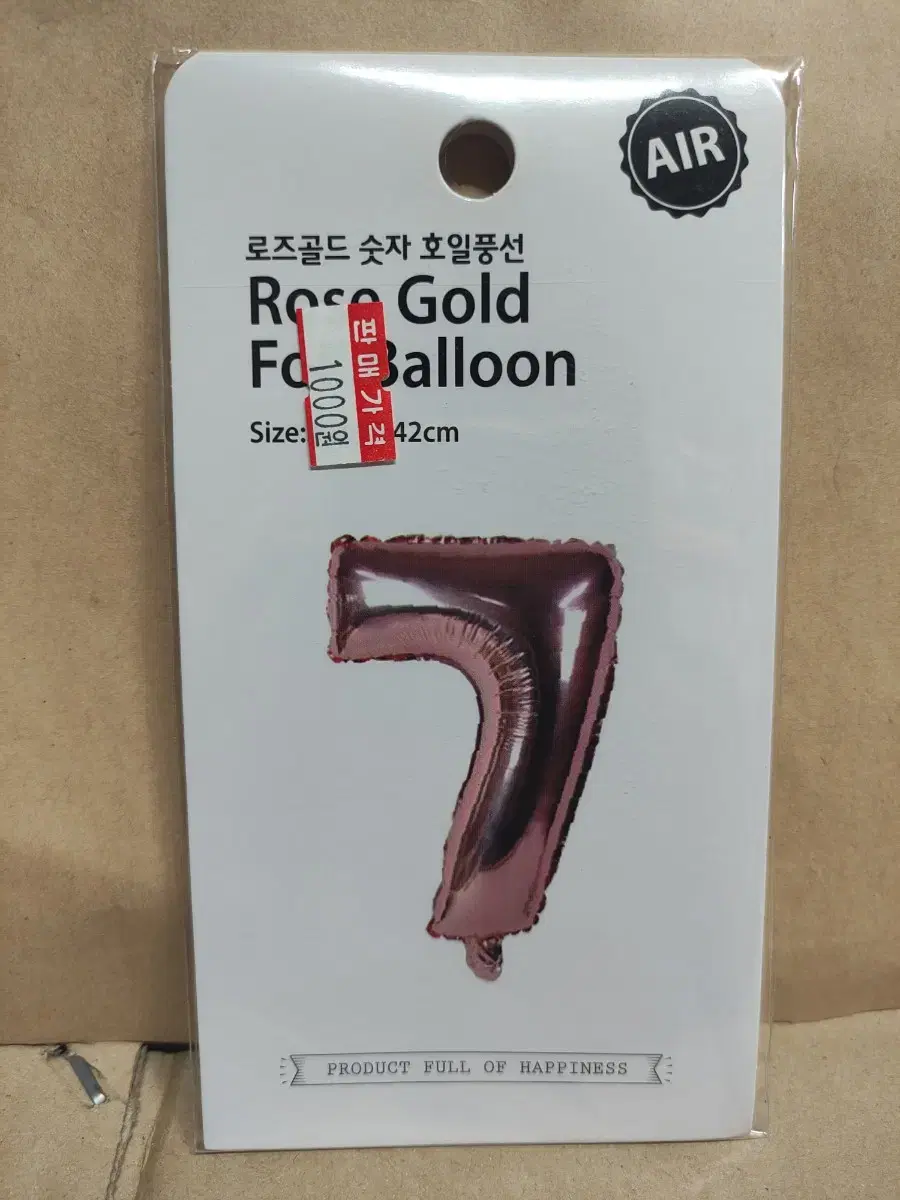 AIR
로즈골드 숫자 호일풍선
Rose Gold
Balloon
Size: 42cm
판매가격
1000원
PRODUCT FULL OF HAPPINESS